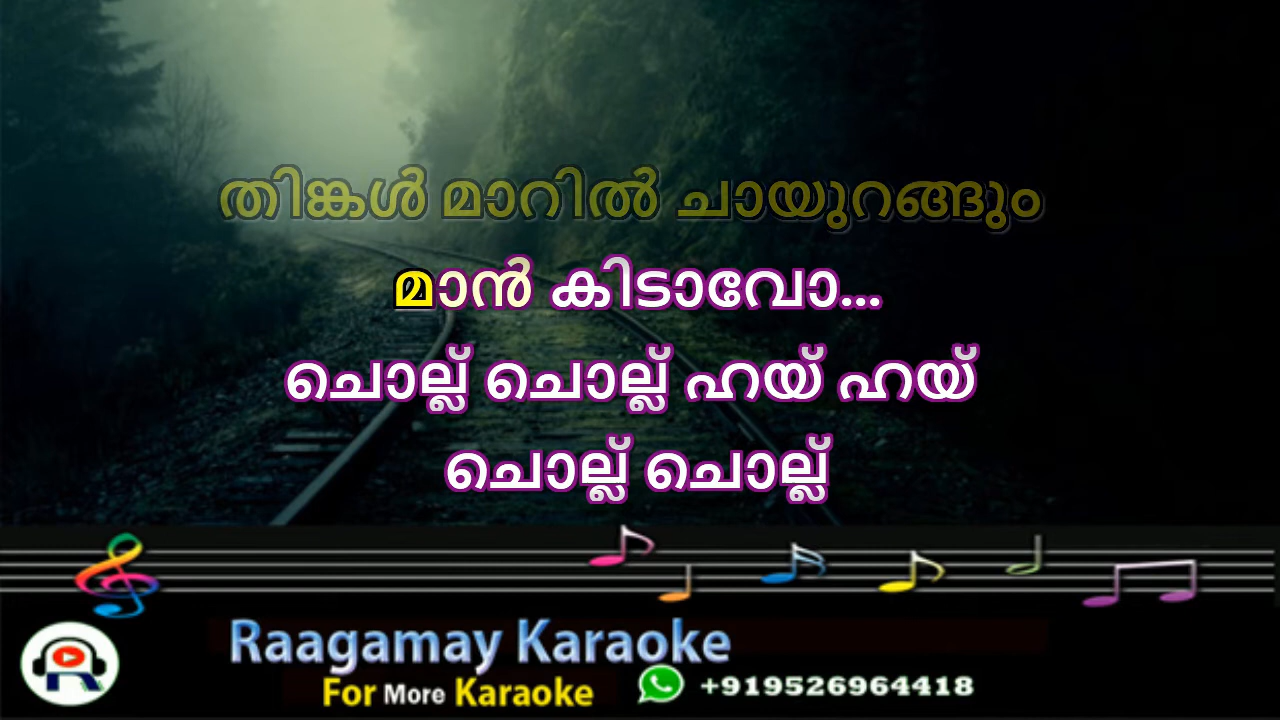 തിങ്കൾ മാറിൽ ചായുറങ്ങും
മാൻ കിടാവോ...
ചൊല്ല് ചൊല്ല് ഹയ് ഹയ്
ചൊല്ല് ചൊല്ല്
Raagamay Karaoke
For More Karaoke +919526964418